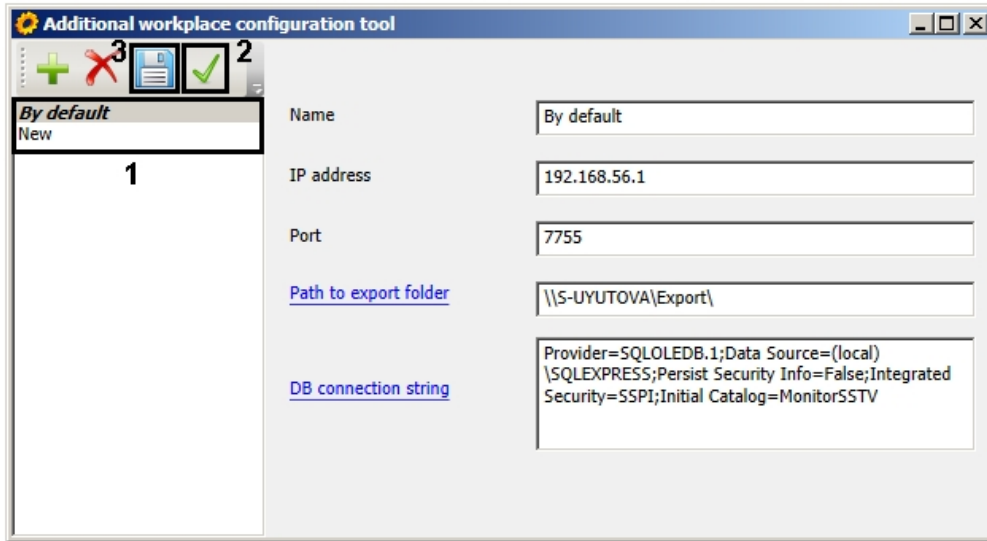 Additional workplace configuration tool
3
2
By default
New
1
Name
By default
IP address
192.168.56.1
Port
7755
Path to export folder
\\S-UYUTOVA\Export\
DB connection string
Provider=SQLOLEDB.1;Data Source=(local)
\SQLEXPRESS;Persist Security Info=False;Integrated
Security=SSPI;Initial Catalog=MonitorSSTV